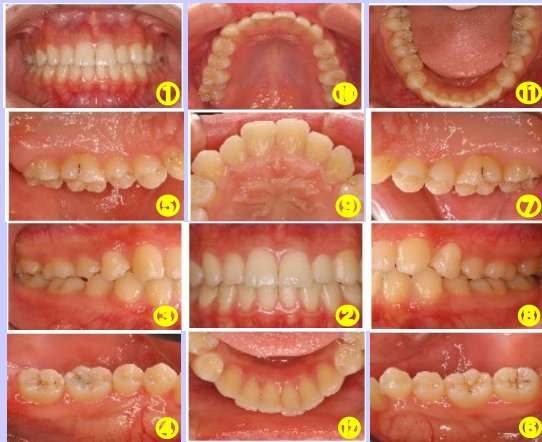 ① ⑩ ⑪
⑤ ⑨ ⑦
③ ② ⑧
④ ⑫ ⑥